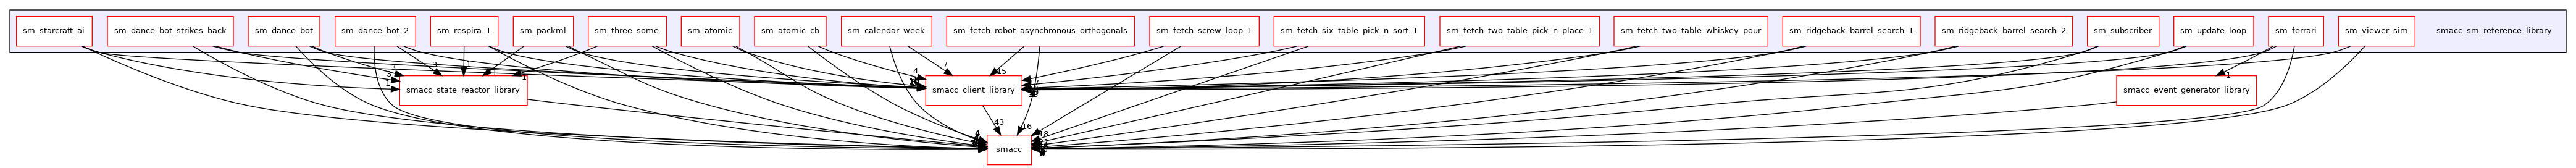 sm_starcraft_ai
sm_dance_bot_strikes_back
sm_dance_bot
sm_dance_bot_2
sm_respira_1
sm_packml
sm_three_some
sm_atomic
sm_atomic_cb
sm_calendar_week
sm_fetch_robot_asynchronous_orthogonals
sm_fetch_screw_loop_1
sm_fetch_six_table_pick_n_sort_1
sm_fetch_two_table_pick_n_place_1
sm_fetch_two_table_whiskey_pour
sm_ridgeback_barrel_search_1
sm_ridgeback_barrel_search_2
sm_subscriber
sm_update_loop
sm_ferrari
sm_viewer_sim
smacc_sm_reference_library
3
3
1
3
1
1
1
4
7
15
1
smacc_state_reactor_library
smacc_client_library
smacc_event_generator_library
43
16
18
smacc